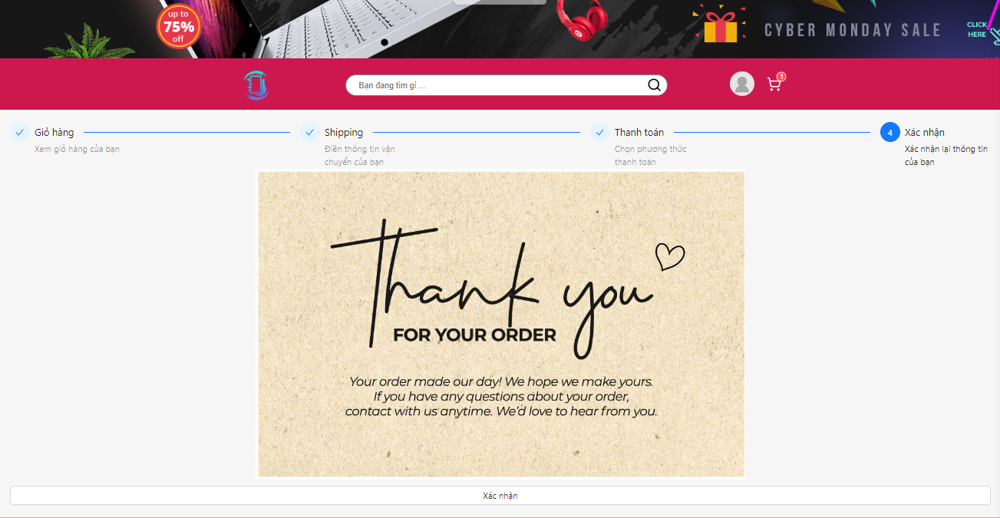 up to
75%
off
CYBER MONDAY SALE
CLICK
HERE
Bạn đang tìm gì ...
1
Giỏ hàng
Xem giỏ hàng của bạn
Shipping
Điền thông tin vận
chuyển của bạn
Thanh toán
Chọn phương thức
thanh toán
4
Xác nhận
Xác nhận lại thông tin
của bạn
Thank you
FOR YOUR ORDER
Your order made our day! We hope we make yours.
If you have any questions about your order,
contact with us anytime. We'd love to hear from you.
Xác nhận